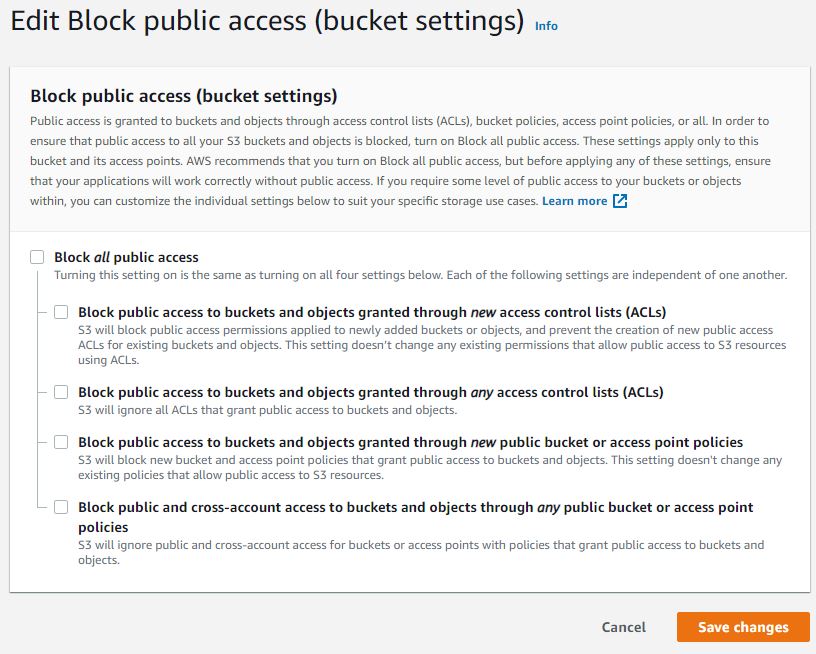 Edit Block public access (bucket settings) Info
Block public access (bucket settings)
Public access is granted to buckets and objects through access control lists (ACLs), bucket policies, access point policies, or all. In order to
ensure that public access to all your S3 buckets and objects is blocked, turn on Block all public access. These settings apply only to this
bucket and its access points. AWS recommends that you turn on Block all public access, but before applying any of these settings, ensure
that your applications will work correctly without public access. If you require some level of public access to your buckets or objects
within, you can customize the individual settings below to suit your specific storage use cases. Learn more
Block all public access
Turning this setting on is the same as turning on all four settings below. Each of the following settings are independent of one another.
Block public access to buckets and objects granted through new access control lists (ACLs)
S3 will block public access permissions applied to newly added buckets or objects, and prevent the creation of new public access
ACLs for existing buckets and objects. This setting doesn't change any existing permissions that allow public access to S3 resources
using ACLs.
Block public access to buckets and objects granted through any access control lists (ACLs)
S3 will ignore all ACLs that grant public access to buckets and objects.
Block public access to buckets and objects granted through new public bucket or access point policies
S3 will block new bucket and access point policies that grant public access to buckets and objects. This setting doesn't change any
existing policies that allow public access to S3 resources.
Block public and cross-account access to buckets and objects through any public bucket or access point
policies
S3 will ignore public and cross-account access for buckets or access points with policies that grant public access to buckets and
objects.
Cancel Save changes